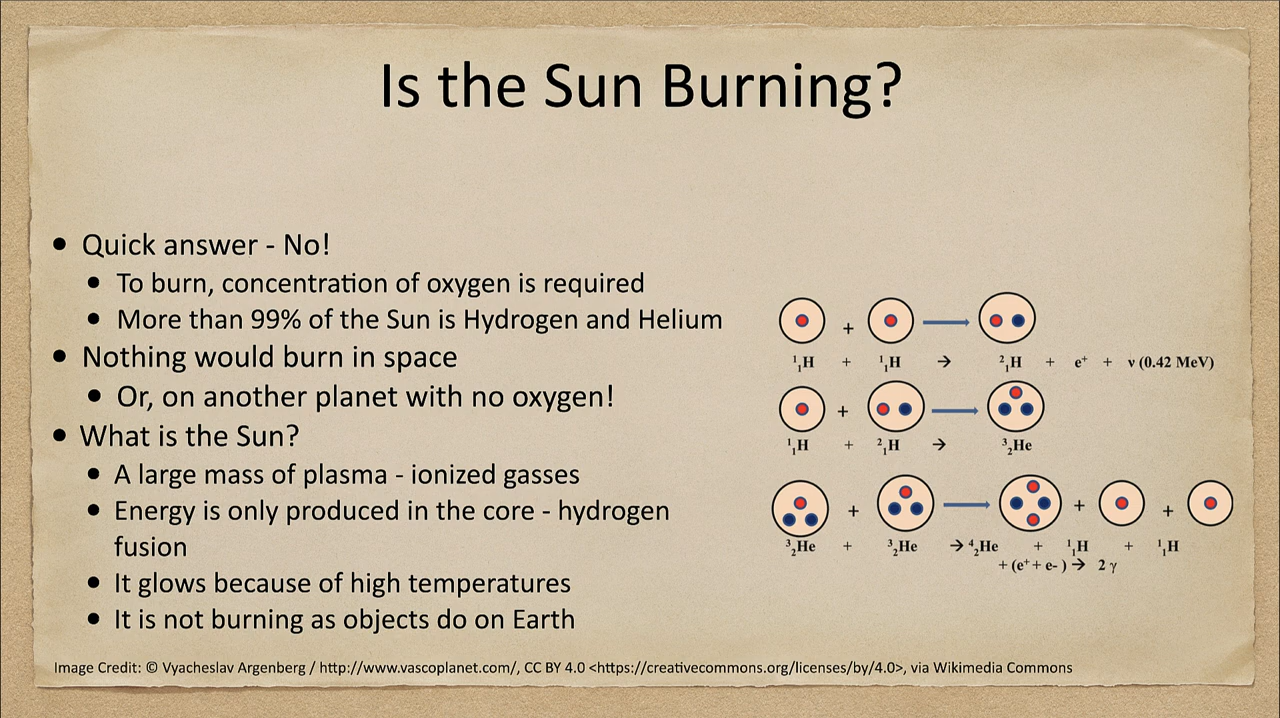 Is the Sun Burning?
• Quick answer - No!
• To burn, concentration of oxygen is required
• More than 99% of the Sun is Hydrogen and Helium
• Nothing would burn in space
• Or, on another planet with no oxygen!
• What is the Sun?
• A large mass of plasma - ionized gasses
• Energy is only produced in the core - hydrogen
fusion
• It glows because of high temperatures
• It is not burning as objects do on Earth
+
¹₁H + ¹₁H → ²₁H + e⁺ + ν (0.42 MeV)
+
¹₁H + ²₁H → ³₂He
+ + +
³₂He + ³₂He → ⁴₂He + ¹₁H + ¹₁H
+ (e⁺ + e- ) → 2 γ
Image Credit: © Vyacheslav Argenberg / http://www.vascoplanet.com/, CC BY 4.0 <https://creativecommons.org/licenses/by/4.0>, via Wikimedia Commons